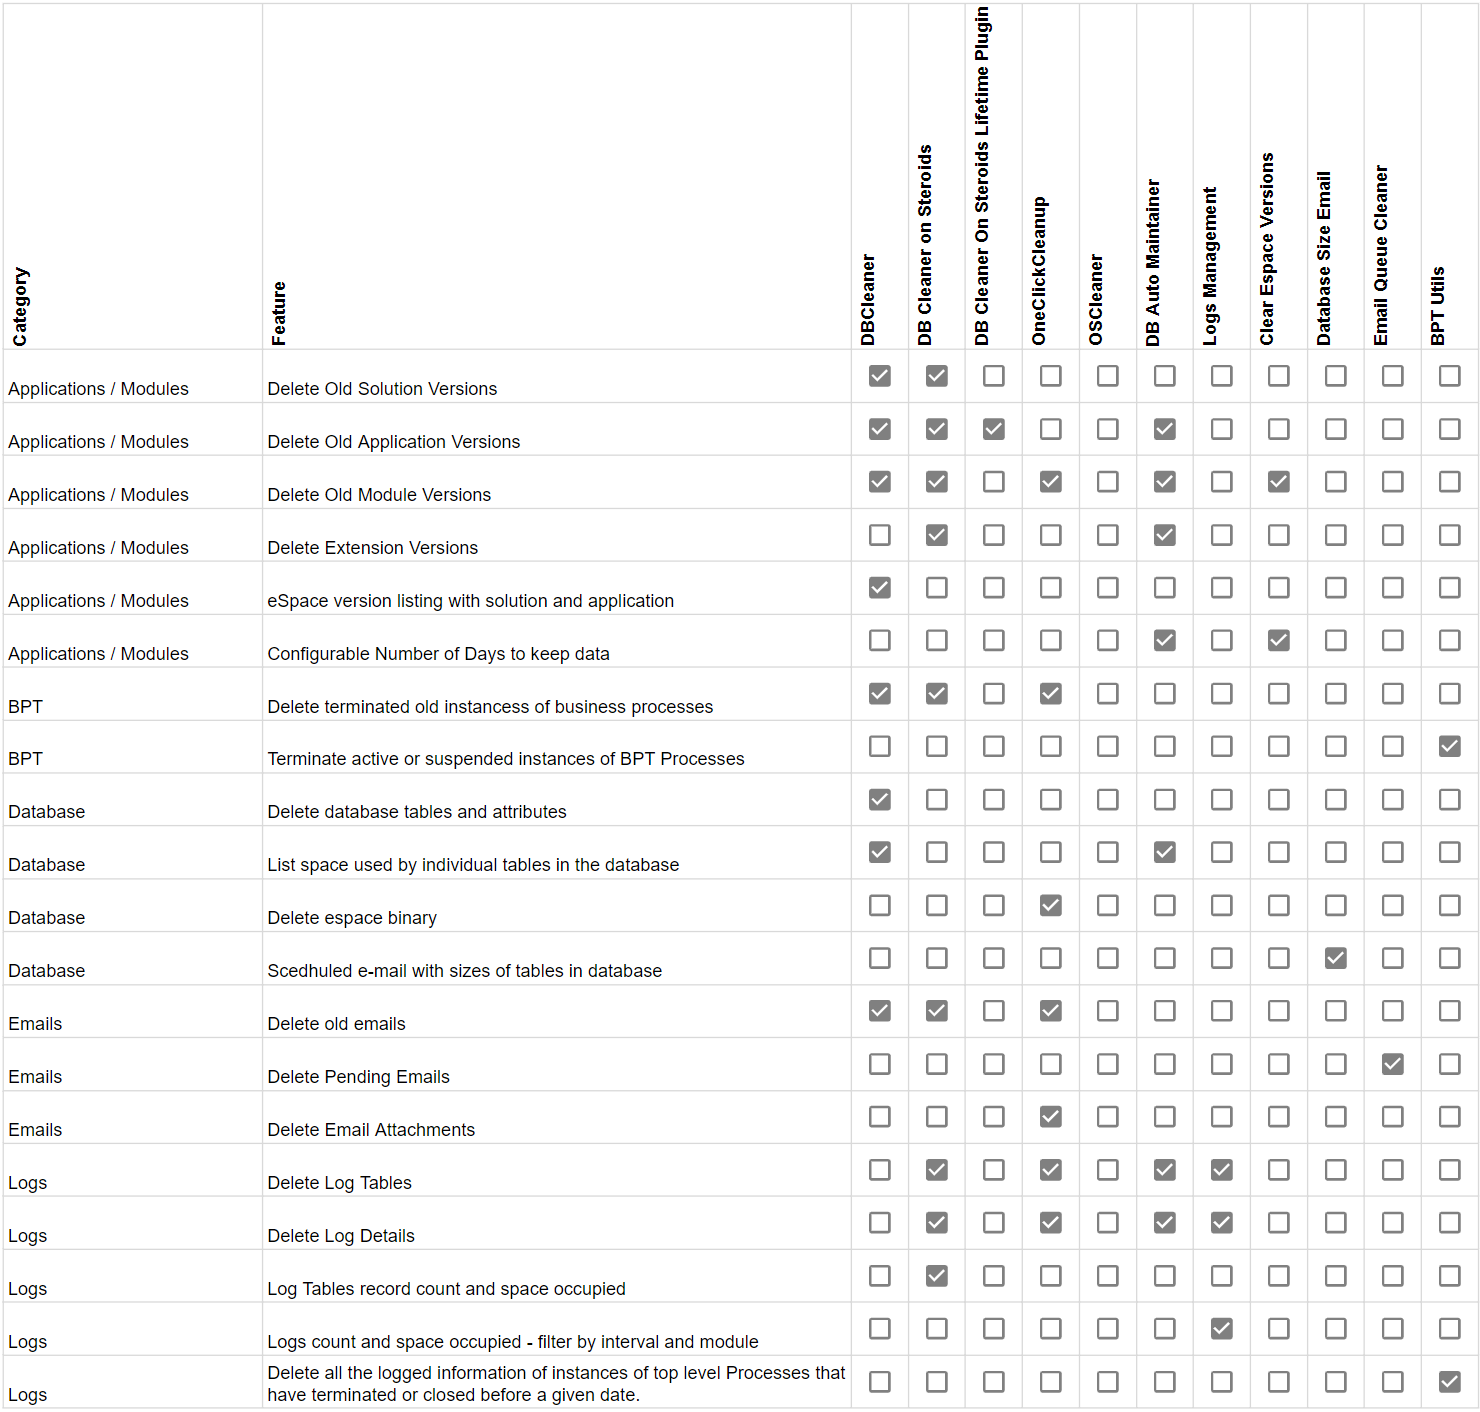 Category
Feature
DBCleaner
DB Cleaner on Steroids
DB Cleaner On Steroids Lifetime Plugin
OneClickCleanup
OSCleaner
DB Auto Maintainer
Logs Management
Clear Espace Versions
Database Size Email
Email Queue Cleaner
BPT Utils
Applications / Modules Delete Old Solution Versions
Applications / Modules Delete Old Application Versions
Applications / Modules Delete Old Module Versions
Applications / Modules Delete Extension Versions
Applications / Modules eSpace version listing with solution and application
Applications / Modules Configurable Number of Days to keep data
BPT Delete terminated old instancess of business processes
BPT Terminate active or suspended instances of BPT Processes
Database Delete database tables and attributes
Database List space used by individual tables in the database
Database Delete espace binary
Database Scedhuled e-mail with sizes of tables in database
Emails Delete old emails
Emails Delete Pending Emails
Emails Delete Email Attachments
Logs Delete Log Tables
Logs Delete Log Details
Logs Log Tables record count and space occupied
Logs Logs count and space occupied - filter by interval and module
Delete all the logged information of instances of top level Processes that
Logs have terminated or closed before a given date.